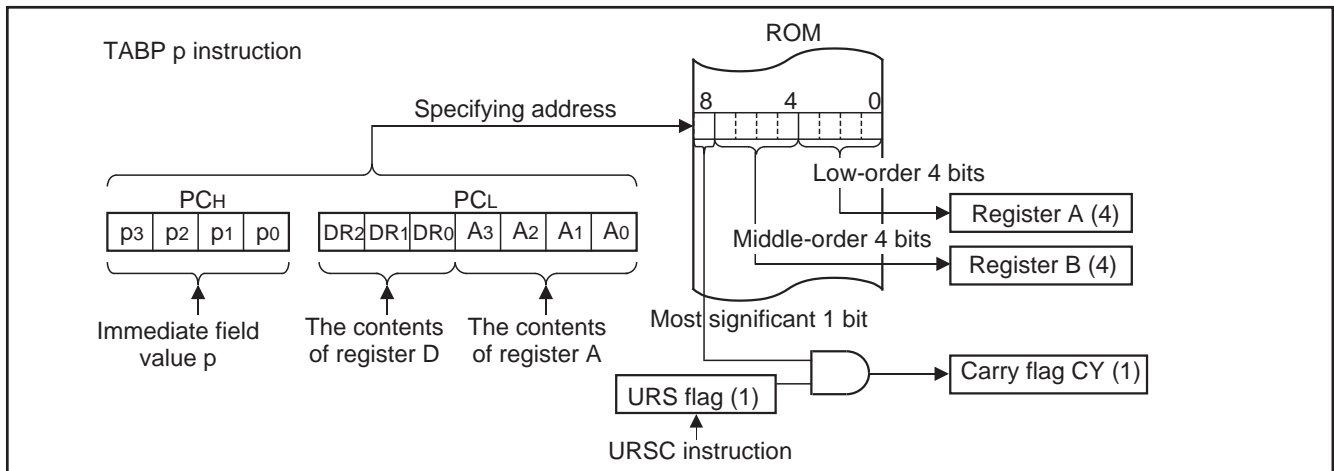 TABP p instruction
ROM
Specifying address
8 4 0
Low-order 4 bits
PCH
PCL
p3 p2 p1 p0
DR2 DR1 DR0 A3 A2 A1 A0
Register A (4)
Middle-order 4 bits
Register B (4)
Immediate field
value p
The contents
of register D
The contents
of register A
Most significant 1 bit
Carry flag CY (1)
URS flag (1)
URSC instruction